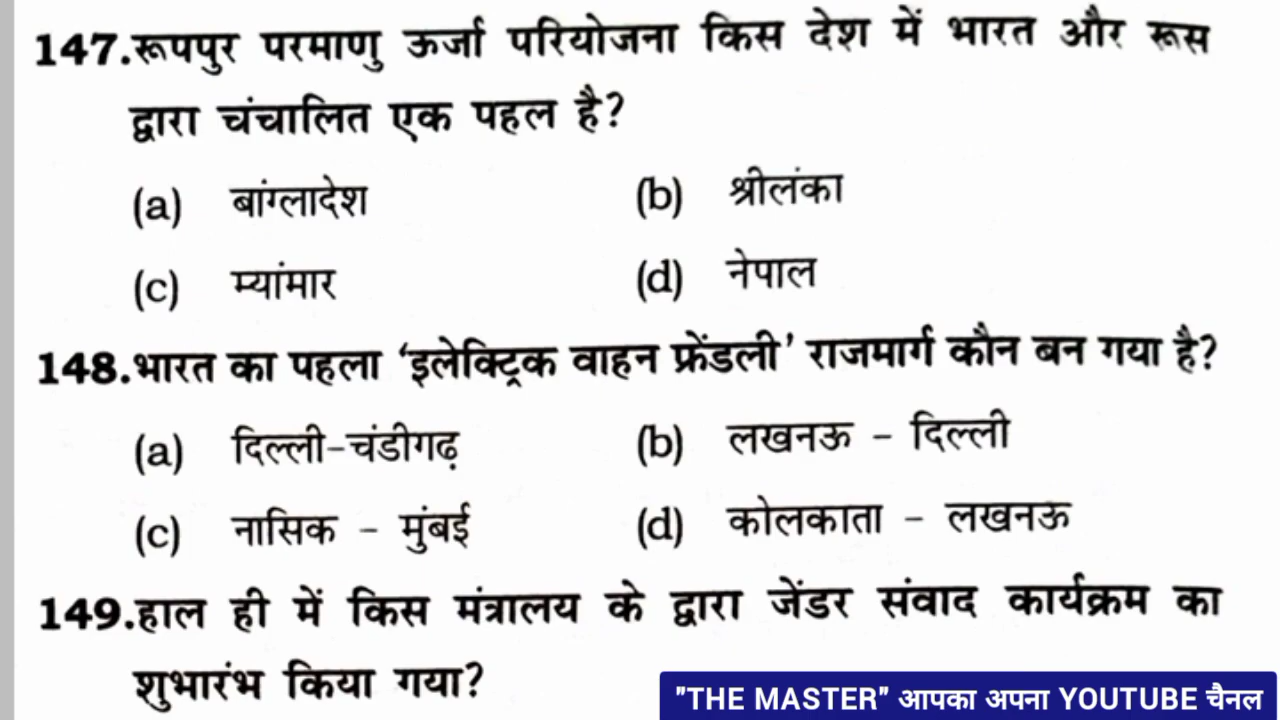 147.रूपपुर परमाणु ऊर्जा परियोजना किस देश में भारत और रूस
द्वारा चंचालित एक पहल है?
(a) बांग्लादेश (b) श्रीलंका
(c) म्यांमार (d) नेपाल
148.भारत का पहला ‘इलेक्ट्रिक वाहन फ्रेंडली’ राजमार्ग कौन बन गया है?
(a) दिल्ली-चंडीगढ़ (b) लखनऊ - दिल्ली
(c) नासिक - मुंबई (d) कोलकाता - लखनऊ
149.हाल ही में किस मंत्रालय के द्वारा जेंडर संवाद कार्यक्रम का
शुभारंभ किया गया?
"THE MASTER" आपका अपना YOUTUBE चैनल